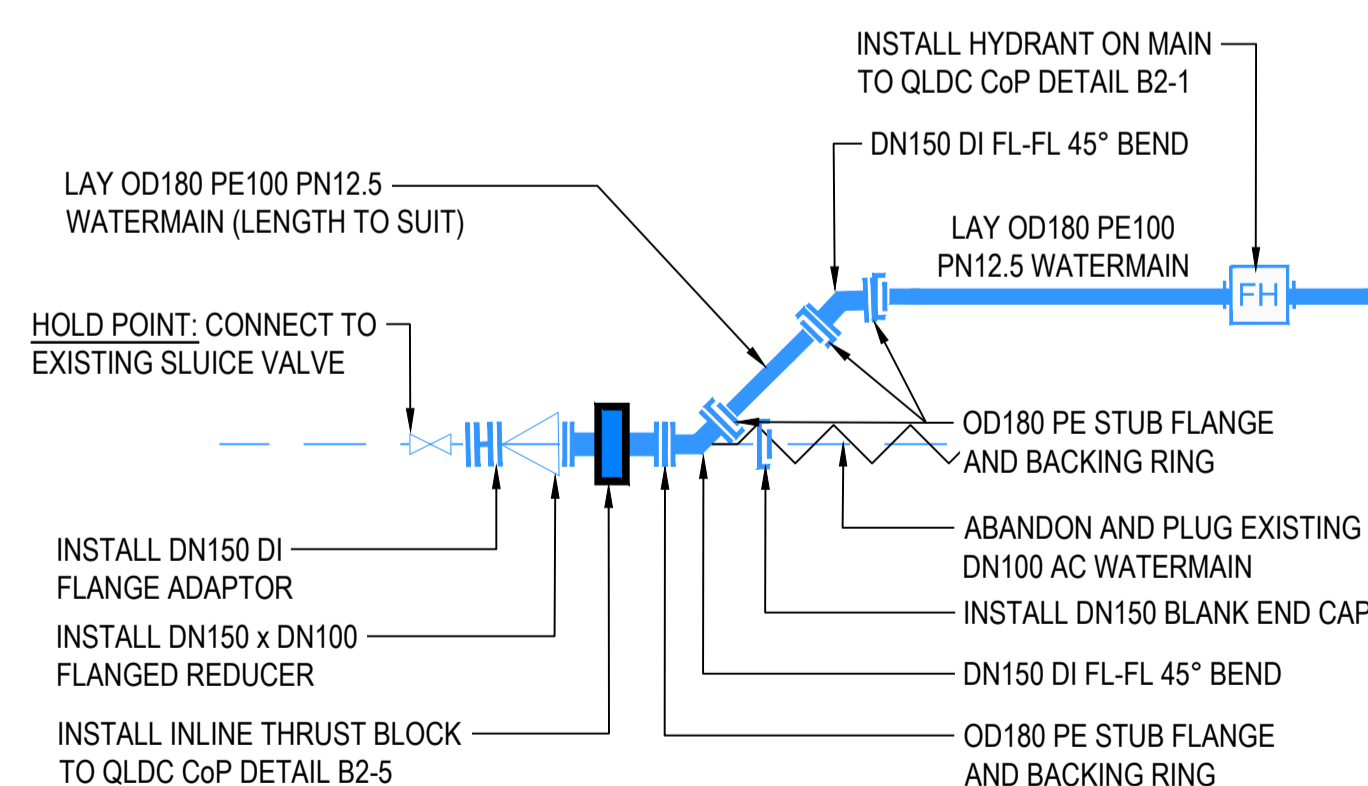 INSTALL HYDRANT ON MAIN
TO QLDC CoP DETAIL B2-1
DN150 DI FL-FL 45° BEND
LAY OD180 PE100 PN12.5
WATERMAIN (LENGTH TO SUIT)
LAY OD180 PE100
PN12.5 WATERMAIN
FH
HOLD POINT: CONNECT TO
EXISTING SLUICE VALVE
OD180 PE STUB FLANGE
AND BACKING RING
ABANDON AND PLUG EXISTING
DN100 AC WATERMAIN
INSTALL DN150 DI
FLANGE ADAPTOR
INSTALL DN150 BLANK END CAP
INSTALL DN150 x DN100
FLANGED REDUCER
DN150 DI FL-FL 45° BEND
INSTALL INLINE THRUST BLOCK
TO QLDC CoP DETAIL B2-5
OD180 PE STUB FLANGE
AND BACKING RING